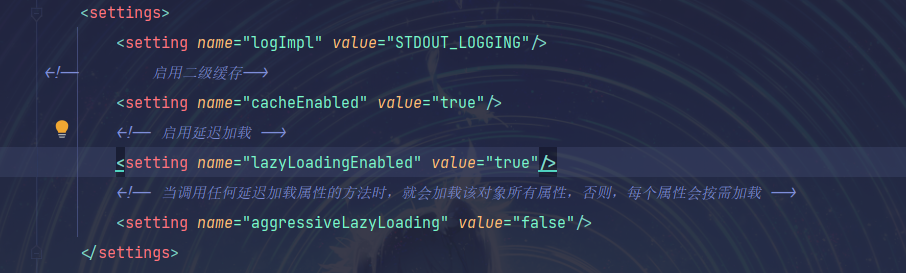 <settings>
<setting name="logImpl" value="STDOUT_LOGGING"/>
<!-- 启用二级缓存-->
<setting name="cacheEnabled" value="true"/>
<!-- 启用延迟加载 -->
<setting name="lazyLoadingEnabled" value="true"/>
<!-- 当调用任何延迟加载属性的方法时，就会加载该对象所有属性，否则，每个属性会按需加载 -->
<setting name="aggressiveLazyLoading" value="false"/>
</settings>